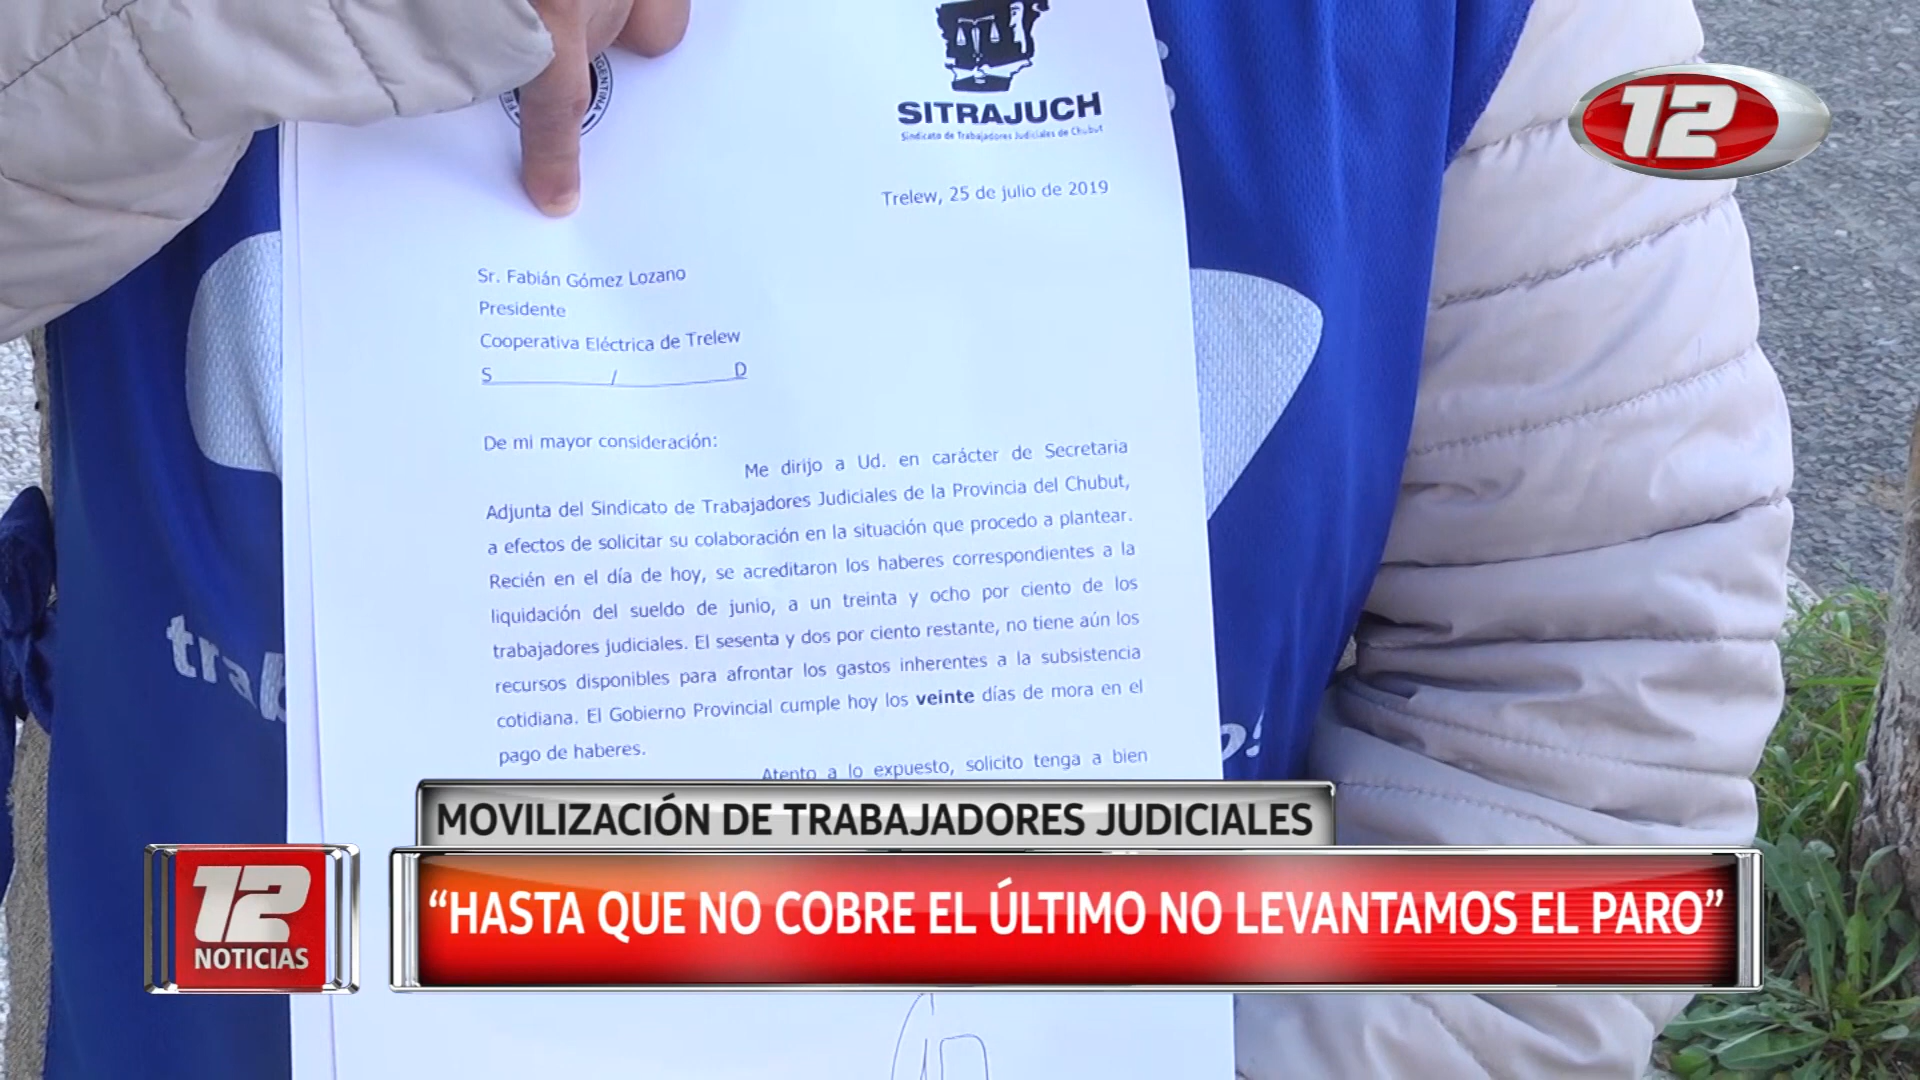 GENTINA
SITRAJUCH
Sindicato de Trabajadores Judiciales de Chubut
12
Trelew, 25 de julio de 2019
Sr. Fabián Gómez Lozano
Presidente
Cooperativa Eléctrica de Trelew
S / D
De mi mayor consideración:
Me dirijo a Ud. en carácter de Secretaria
Adjunta del Sindicato de Trabajadores Judiciales de la Provincia del Chubut,
a efectos de solicitar su colaboración en la situación que procedo a plantear.
Recién en el día de hoy, se acreditaron los haberes correspondientes a la
liquidación del sueldo de junio, a un treinta y ocho por ciento de los
trabajadores judiciales. El sesenta y dos por ciento restante, no tiene aún los
recursos disponibles para afrontar los gastos inherentes a la subsistencia
cotidiana. El Gobierno Provincial cumple hoy los veinte días de mora en el
pago de haberes.
Atento a lo expuesto, solicito tenga a bien
trab
MOVILIZACIÓN DE TRABAJADORES JUDICIALES
“HASTA QUE NO COBRE EL ÚLTIMO NO LEVANTAMOS EL PARO”
12
NOTICIAS